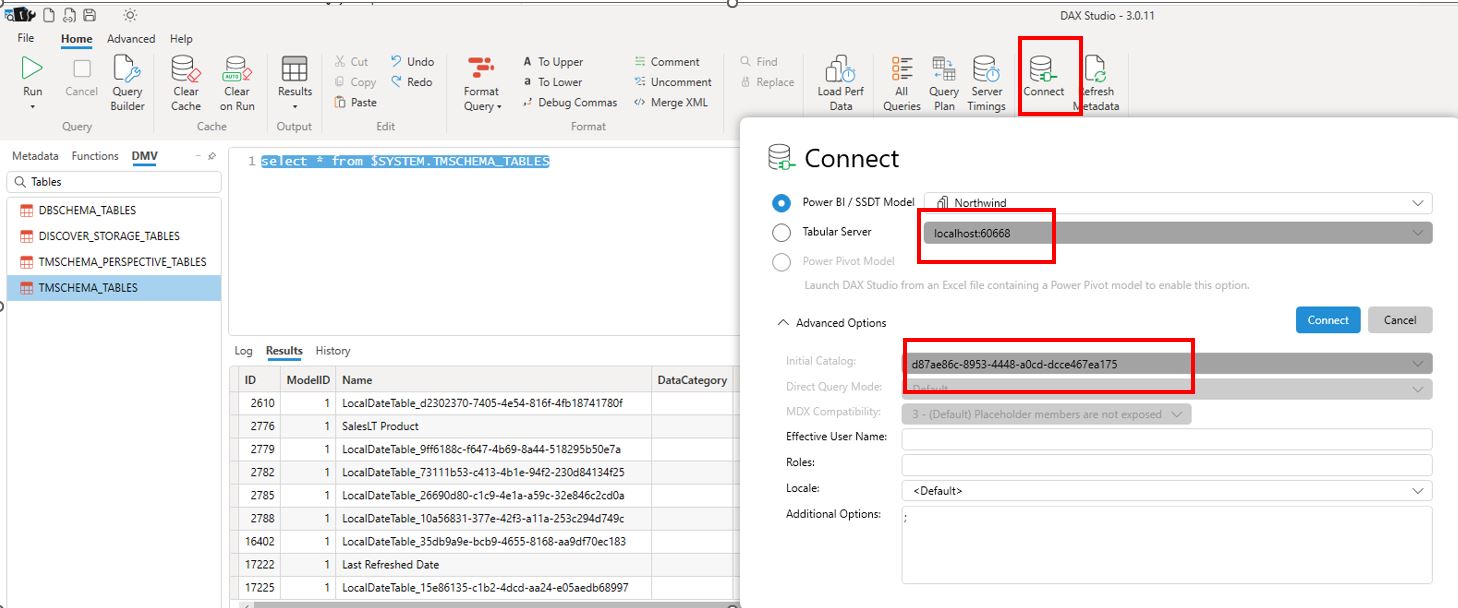 DAX Studio - 3.0.11
File Home Advanced Help
Run
Cancel
Query Builder
Clear Cache
AUTO
Clear on Run
Results
Cut
Copy
Paste
Undo
Redo
Format Query
To Upper
To Lower
Debug Commas
Comment
Uncomment
Merge XML
Find
Replace
Load Perf Data
All Queries
Query Plan
Server Timings
Connect
Refresh Metadata
Query Cache Output Edit Format
Metadata Functions DMV
Tables
DBSCHEMA_TABLES
DISCOVER_STORAGE_TABLES
TMSCHEMA_PERSPECTIVE_TABLES
TMSCHEMA_TABLES
1 select * from $SYSTEM.TMSCHEMA_TABLES
Log Results History
ID ModelID Name DataCategory
2610 1 LocalDateTable_d2302370-7405-4e54-816f-4fb18741780f
2776 1 SalesLT Product
2779 1 LocalDateTable_9ff6188c-f647-4b69-8a44-518295b50e7a
2782 1 LocalDateTable_73111b53-c413-4b1e-94f2-230d84134f25
2785 1 LocalDateTable_26690d80-c1c9-4e1a-a59c-32e846c2cd0a
2788 1 LocalDateTable_10a56831-377e-42f3-a11a-253c294d749c
16402 1 LocalDateTable_35db9a9e-bcb9-4655-8168-aa9df70ec183
17222 1 Last Refreshed Date
17225 1 LocalDateTable_15e86135-c1b2-4dcd-aa24-e05aedb68997
Connect
Power BI / SSDT Model Northwind
Tabular Server localhost:60668
Power Pivot Model
Launch DAX Studio from an Excel file containing a Power Pivot model to enable this option.
Advanced Options
Connect Cancel
Initial Catalog: d87ae86c-8953-4448-a0cd-dcce467ea175
Direct Query Mode: Default
MDX Compatibility: 3 - (Default) Placeholder members are not exposed
Effective User Name:
Roles:
Locale: <Default>
Additional Options: ;